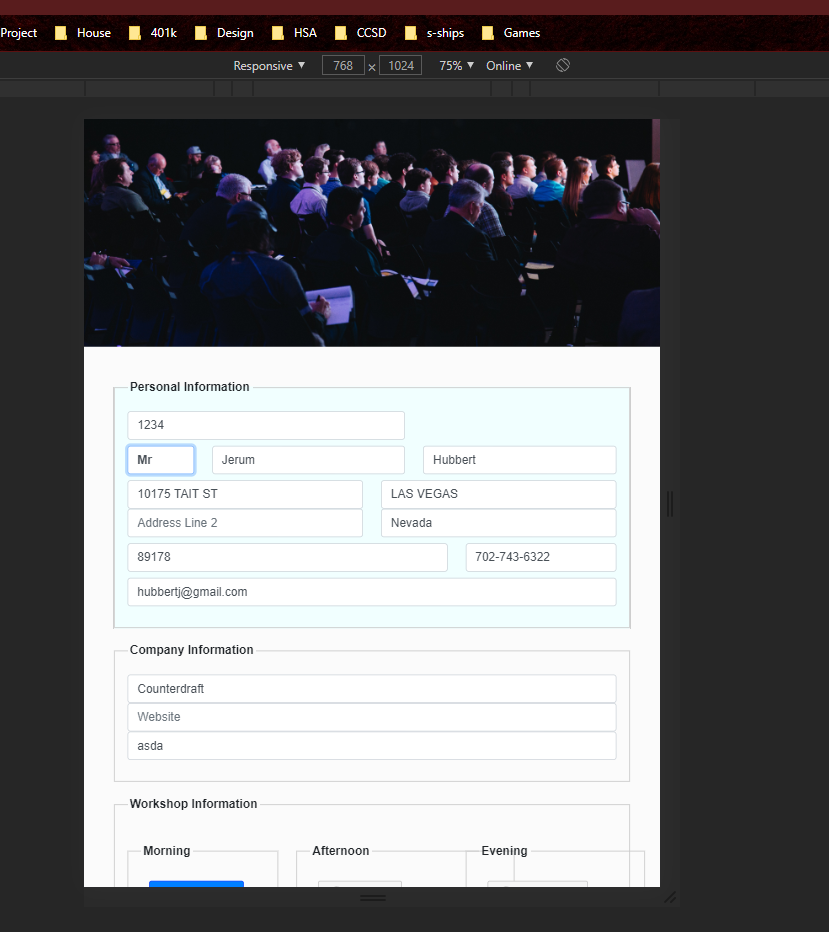 Project House 401k Design HSA CCSD s-ships Games
Responsive ▼ 768 × 1024 75% ▼ Online ▼
Personal Information
1234
Mr Jerum Hubbert
10175 TAIT ST LAS VEGAS
Address Line 2 Nevada
89178 702-743-6322
hubbertj@gmail.com
Company Information
Counterdraft
Website
asda
Workshop Information
Morning Afternoon Evening